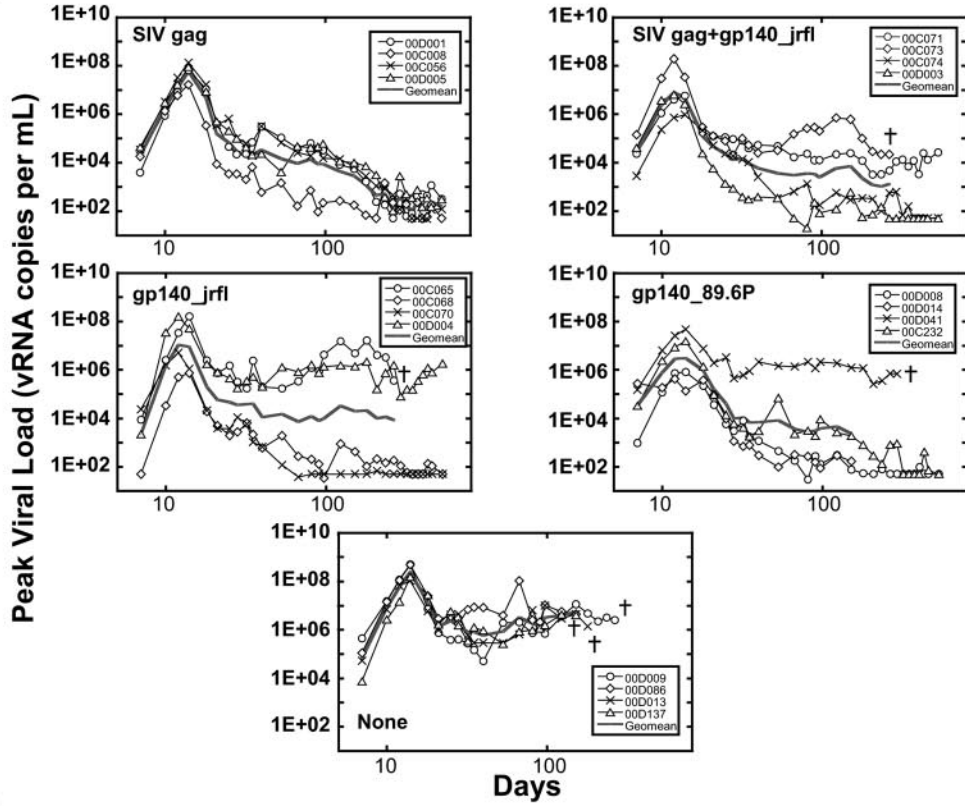 Peak Viral Load (vRNA copies per mL)
1E+10
1E+08
1E+06
1E+04
1E+02
10
100
SIV gag
00D001
00C008
00C056
00D005
Geomean
1E+10
1E+08
1E+06
1E+04
1E+02
10
100
SIV gag+gp140_jrfl
00C071
00C073
00C074
00D003
Geomean
†
1E+10
1E+08
1E+06
1E+04
1E+02
10
100
gp140_jrfl
00C065
00C068
00C070
00D004
Geomean
†
1E+10
1E+08
1E+06
1E+04
1E+02
10
100
gp140_89.6P
00D008
00D014
00D041
00C232
Geomean
†
1E+10
1E+08
1E+06
1E+04
1E+02
10
100
†
†
†
00D009
00D086
00D013
00D137
Geomean
None
Days